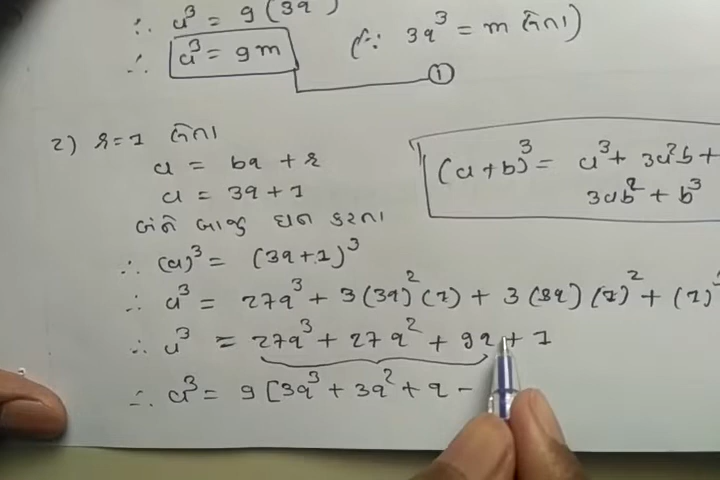 ∴ a³ = 9(3q³)
∴ a³ = 9m (∵ 3q³ = m લેતા)
①
2) r = 1 લેતા
a = bq + r
a = 3q + 1
બંને બાજુ ઘન કરતા
(a+b)³ = a³ + 3a²b +
3ab² + b³
∴ (a)³ = (3q+1)³
∴ a³ = 27q³ + 3(3q)²(1) + 3(3q)(1)² + (1)³
∴ a³ = 27q³ + 27q² + 9q + 1
∴ a³ = 9[3q³ + 3q² + q -